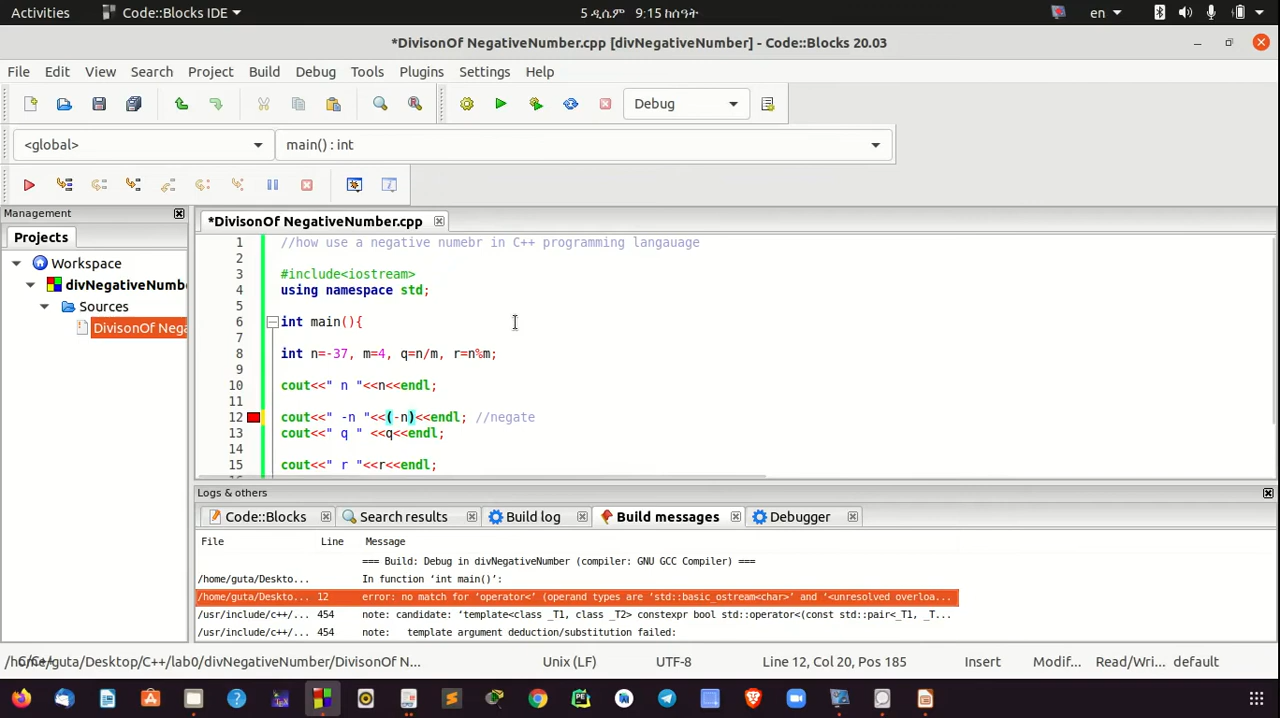 Activities Code::Blocks IDE 5 ዲሴም 9:15 ከሰዓት en
*DivisonOf NegativeNumber.cpp [divNegativeNumber] - Code::Blocks 20.03
File Edit View Search Project Build Debug Tools Plugins Settings Help
Debug
<global> main() : int
Management
*DivisonOf NegativeNumber.cpp
Projects
Workspace
divNegativeNumb
Sources
DivisonOf Nega
1 //how use a negative numebr in C++ programming langauage
2
3 #include<iostream>
4 using namespace std;
5
6 int main(){
7
8 int n=-37, m=4, q=n/m, r=n%m;
9
10 cout<<" n "<<n<<endl;
12 cout<<" -n "<<(-n)<<endl; //negate
13 cout<<" q " <<q<<endl;
14
15 cout<<" r "<<r<<endl;
Logs & others
Code::Blocks Search results Build log Build messages Debugger
File Line Message
=== Build: Debug in divNegativeNumber (compiler: GNU GCC Compiler) ===
/home/guta/Deskto... In function ‘int main()’:
/home/guta/Deskto... 12 error: no match for ‘operator<’ (operand types are ‘std::basic_ostream<char>’ and ‘<unresolved overloa...
/usr/include/c++/... 454 note: candidate: ‘template<class _T1, class _T2> constexpr bool std::operator<(const std::pair<_T1, _T...
/usr/include/c++/... 454 note: template argument deduction/substitution failed:
/home/guta/Desktop/C++/lab0/divNegativeNumber/DivisonOf N... Unix (LF) UTF-8 Line 12, Col 20, Pos 185 Insert Modif... Read/Wri... default